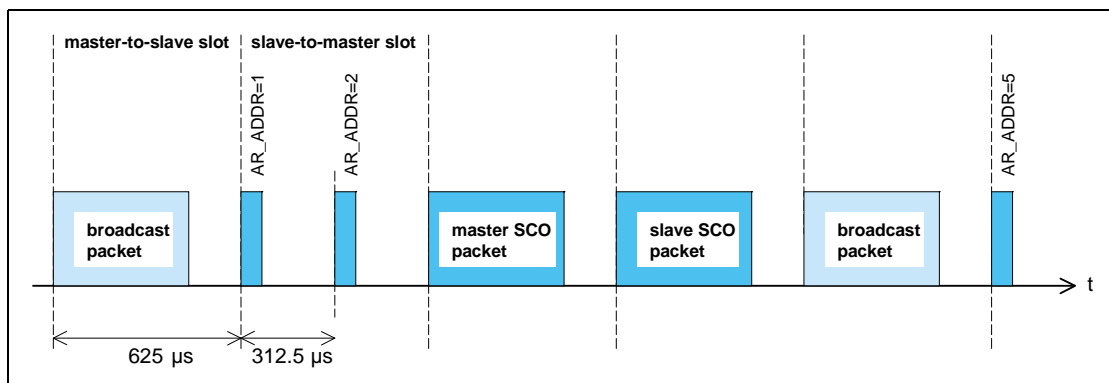 master-to-slave slot
slave-to-master slot
AR_ADDR=1
AR_ADDR=2
AR_ADDR=5
broadcast
packet
master SCO
packet
slave SCO
packet
broadcast
packet
t
625 µs
312.5 µs